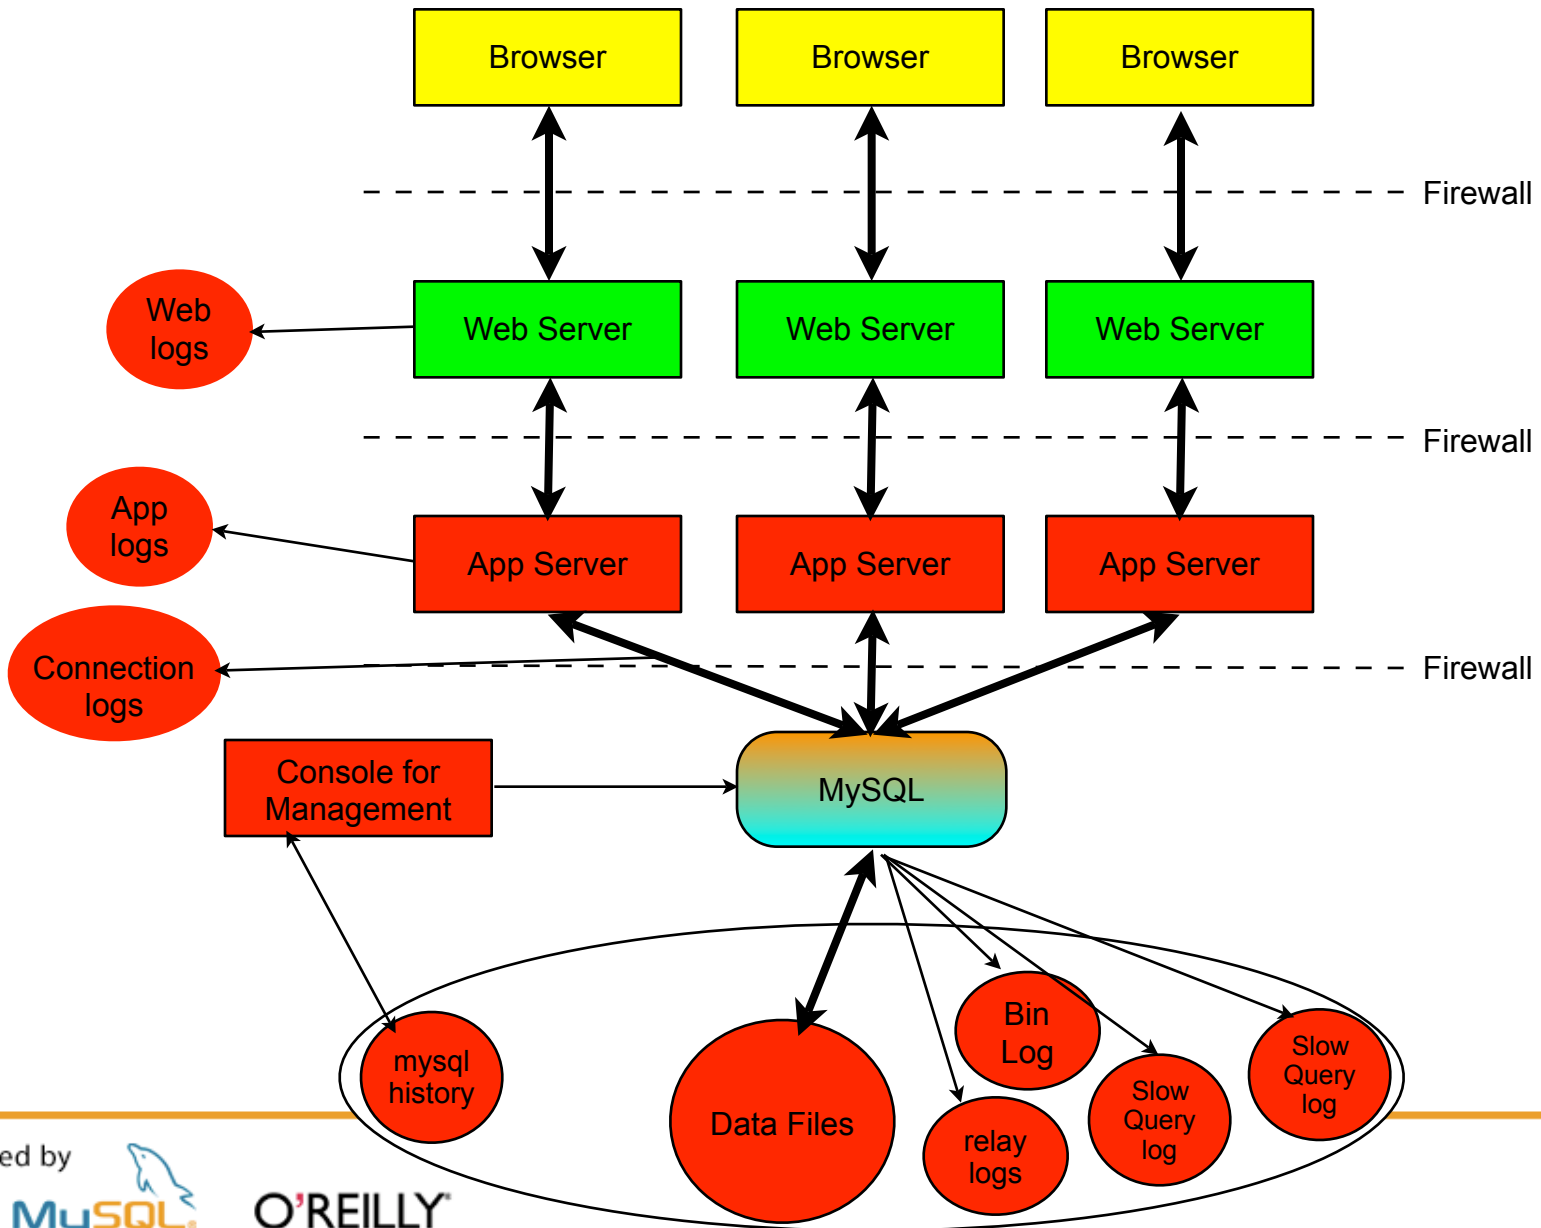 Browser
Browser
Browser
Firewall
Web
logs
Web Server
Web Server
Web Server
Firewall
App
logs
App Server
App Server
App Server
Connection
logs
Firewall
Console for
Management
MySQL
mysql
history
Data Files
Bin
Log
relay
logs
Slow
Query
log
Slow
Query
log
ed by
MySQL®
O'REILLY®